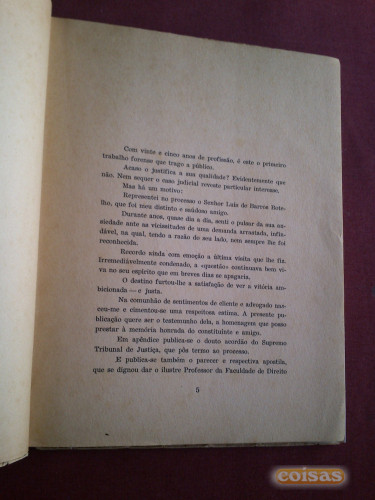 Com vinte e cinco anos de profissão, é este o primeiro
trabalho forense que trago a público.
Acaso o justifica a sua qualidade? Evidentemente que
não. Nem sequer o caso judicial reveste particular interesse.
Mas há um motivo:
Representei no processo o Senhor Luis de Barros Bote-
lho, que foi meu distinto e saüdoso amigo.
Durante anos, quase dia a dia, senti o pulsar da sua an-
siedade ante as vicissitudes de uma demanda arrastada, infin-
dável, na qual, tendo a razão do seu lado, nem sempre lhe foi
reconhecida.
Recordo ainda com emoção a última visita que lhe fiz.
Irremediàvelmente condenado, a «questão» continuava bem vi-
va no seu espírito que em breves dias se apagaria.
O destino furtou-lhe a satisfação de ver a vitória am-
bicionada — e justa.
Na comunhão de sentimentos de cliente e advogado nas-
ceu-me e cimentou-se uma respeitosa estima. A presente pu-
blicação quere ser o testemunho dela, a homenagem que posso
prestar à memória honrada do constituinte e amigo.
Em apêndice publica-se o douto acordão do Supremo
Tribunal de Justiça, que pôs termo ao processo.
E publica-se também o parecer e respectiva apostila,
que se dignou dar o ilustre Professor da Faculdade de Direito
5
coisas